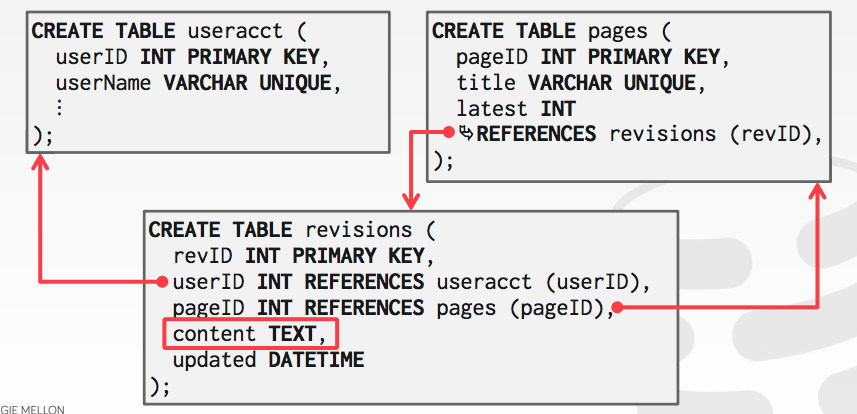 CREATE TABLE useracct (
userID INT PRIMARY KEY,
userName VARCHAR UNIQUE,
⋮
);
CREATE TABLE pages (
pageID INT PRIMARY KEY,
title VARCHAR UNIQUE,
latest INT
⤷REFERENCES revisions (revID),
);
CREATE TABLE revisions (
revID INT PRIMARY KEY,
userID INT REFERENCES useracct (userID),
pageID INT REFERENCES pages (pageID),
content TEXT,
updated DATETIME
);
GIE MELLON